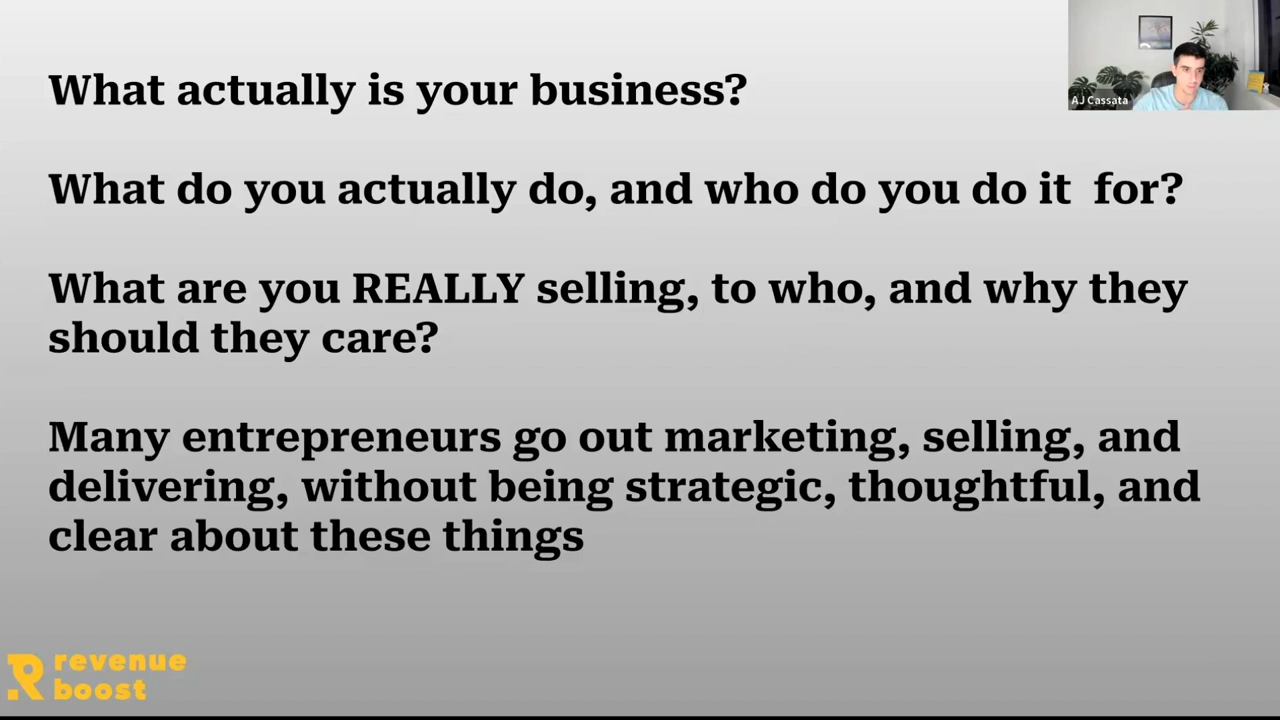 What actually is your business?
AJ Cassata
What do you actually do, and who do you do it  for?
What are you REALLY selling, to who, and why they
should they care?
Many entrepreneurs go out marketing, selling, and
delivering, without being strategic, thoughtful, and
clear about these things
revenue
boost